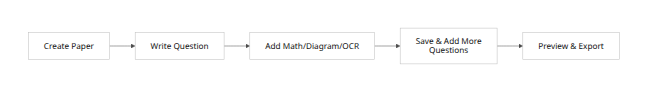 Create Paper
Write Question
Add Math/Diagram/OCR
Save & Add More
Questions
Preview & Export